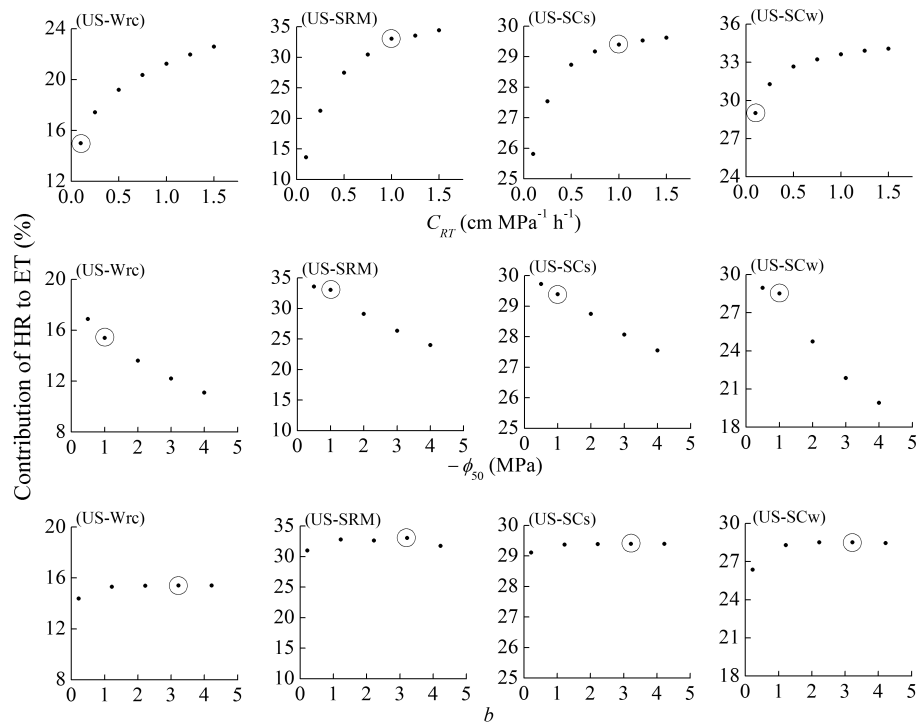 Contribution of HR to ET (%)
(US-Wrc)
24
21
18
15
12
0.0 0.5 1.0 1.5
(US-SRM)
40
35
30
25
20
15
10
0.0 0.5 1.0 1.5
(US-SCs)
30
29
28
27
26
25
0.0 0.5 1.0 1.5
(US-SCw)
36
33
30
27
24
0.0 0.5 1.0 1.5
C_RT (cm MPa⁻¹ h⁻¹)
(US-Wrc)
20
16
12
8
0 1 2 3 4 5
(US-SRM)
35
30
25
20
15
10
0 1 2 3 4 5
(US-SCs)
30
29
28
27
26
25
0 1 2 3 4 5
(US-SCw)
30
27
24
21
18
0 1 2 3 4 5
− ϕ₅₀ (MPa)
(US-Wrc)
20
16
12
8
0 1 2 3 4 5
(US-SRM)
35
30
25
20
15
10
0 1 2 3 4 5
(US-SCs)
30
29
28
27
26
25
0 1 2 3 4 5
(US-SCw)
30
27
24
21
18
0 1 2 3 4 5
b